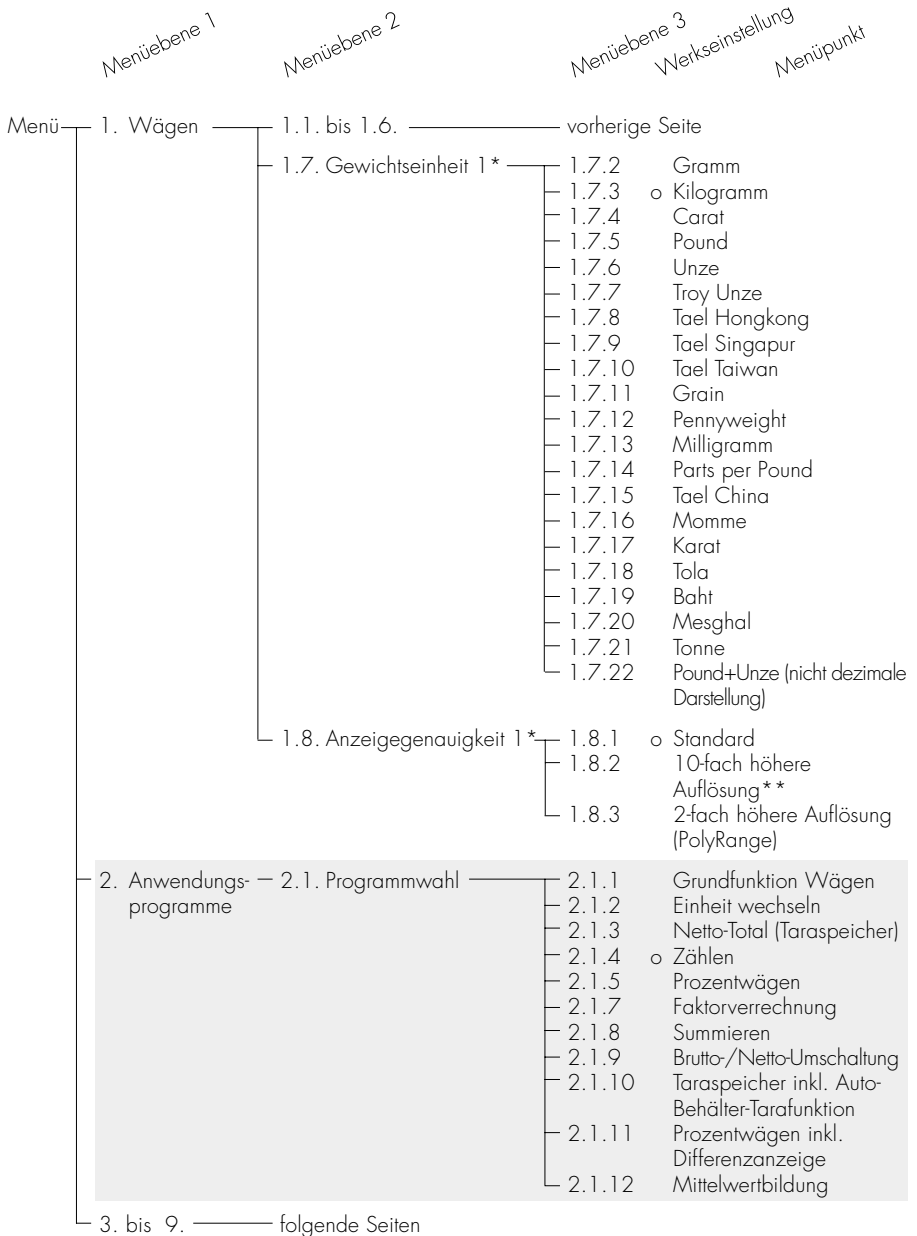 Menüebene 1 Menüebene 2 Menüebene 3 Werkseinstellung Menüpunkt
Menü 1. Wägen 1.1. bis 1.6. vorherige Seite
1.7. Gewichtseinheit 1* 1.7.2 Gramm
1.7.3 o Kilogramm
1.7.4 Carat
1.7.5 Pound
1.7.6 Unze
1.7.7 Troy Unze
1.7.8 Tael Hongkong
1.7.9 Tael Singapur
1.7.10 Tael Taiwan
1.7.11 Grain
1.7.12 Pennyweight
1.7.13 Milligramm
1.7.14 Parts per Pound
1.7.15 Tael China
1.7.16 Momme
1.7.17 Karat
1.7.18 Tola
1.7.19 Baht
1.7.20 Mesghal
1.7.21 Tonne
1.7.22 Pound+Unze (nicht dezimale
Darstellung)
1.8. Anzeigegenauigkeit 1* 1.8.1 o Standard
1.8.2 10-fach höhere
Auflösung**
1.8.3 2-fach höhere Auflösung
(PolyRange)
2. Anwendungs- 2.1. Programmwahl 2.1.1 Grundfunktion Wägen
programme 2.1.2 Einheit wechseln
2.1.3 Netto-Total (Taraspeicher)
2.1.4 o Zählen
2.1.5 Prozentwägen
2.1.7 Faktorverrechnung
2.1.8 Summieren
2.1.9 Brutto-/Netto-Umschaltung
2.1.10 Taraspeicher inkl. Auto-
Behälter-Tarafunktion
2.1.11 Prozentwägen inkl.
Differenzanzeige
2.1.12 Mittelwertbildung
3. bis 9. folgende Seiten